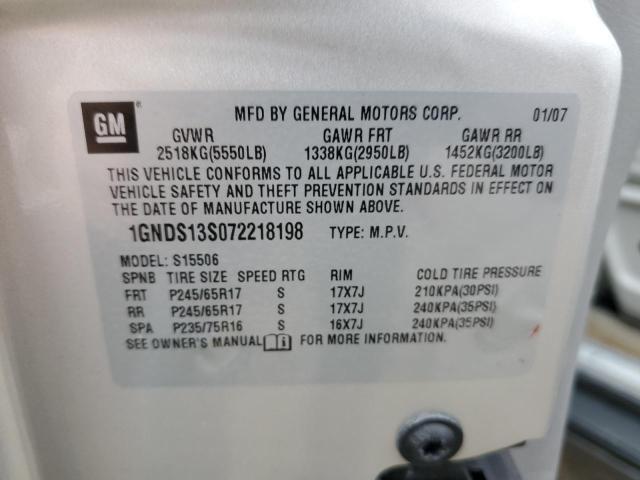 GM
®
MFD BY GENERAL MOTORS CORP. 01/07
GVWR GAWR FRT GAWR RR
2518KG(5550LB) 1338KG(2950LB) 1452KG(3200LB)
THIS VEHICLE CONFORMS TO ALL APPLICABLE U.S. FEDERAL MOTOR
VEHICLE SAFETY AND THEFT PREVENTION STANDARDS IN EFFECT ON
THE DATE OF MANUFACTURE SHOWN ABOVE.
1GNDS13S072218198 TYPE: M.P.V.
MODEL: S15506
SPNB TIRE SIZE SPEED RTG RIM COLD TIRE PRESSURE
FRT P245/65R17 S 17X7J 210KPA(30PSI)
RR P245/65R17 S 17X7J 240KPA(35PSI)
SPA P235/75R16 S 16X7J 240KPA(35PSI)
SEE OWNER'S MANUAL FOR MORE INFORMATION.